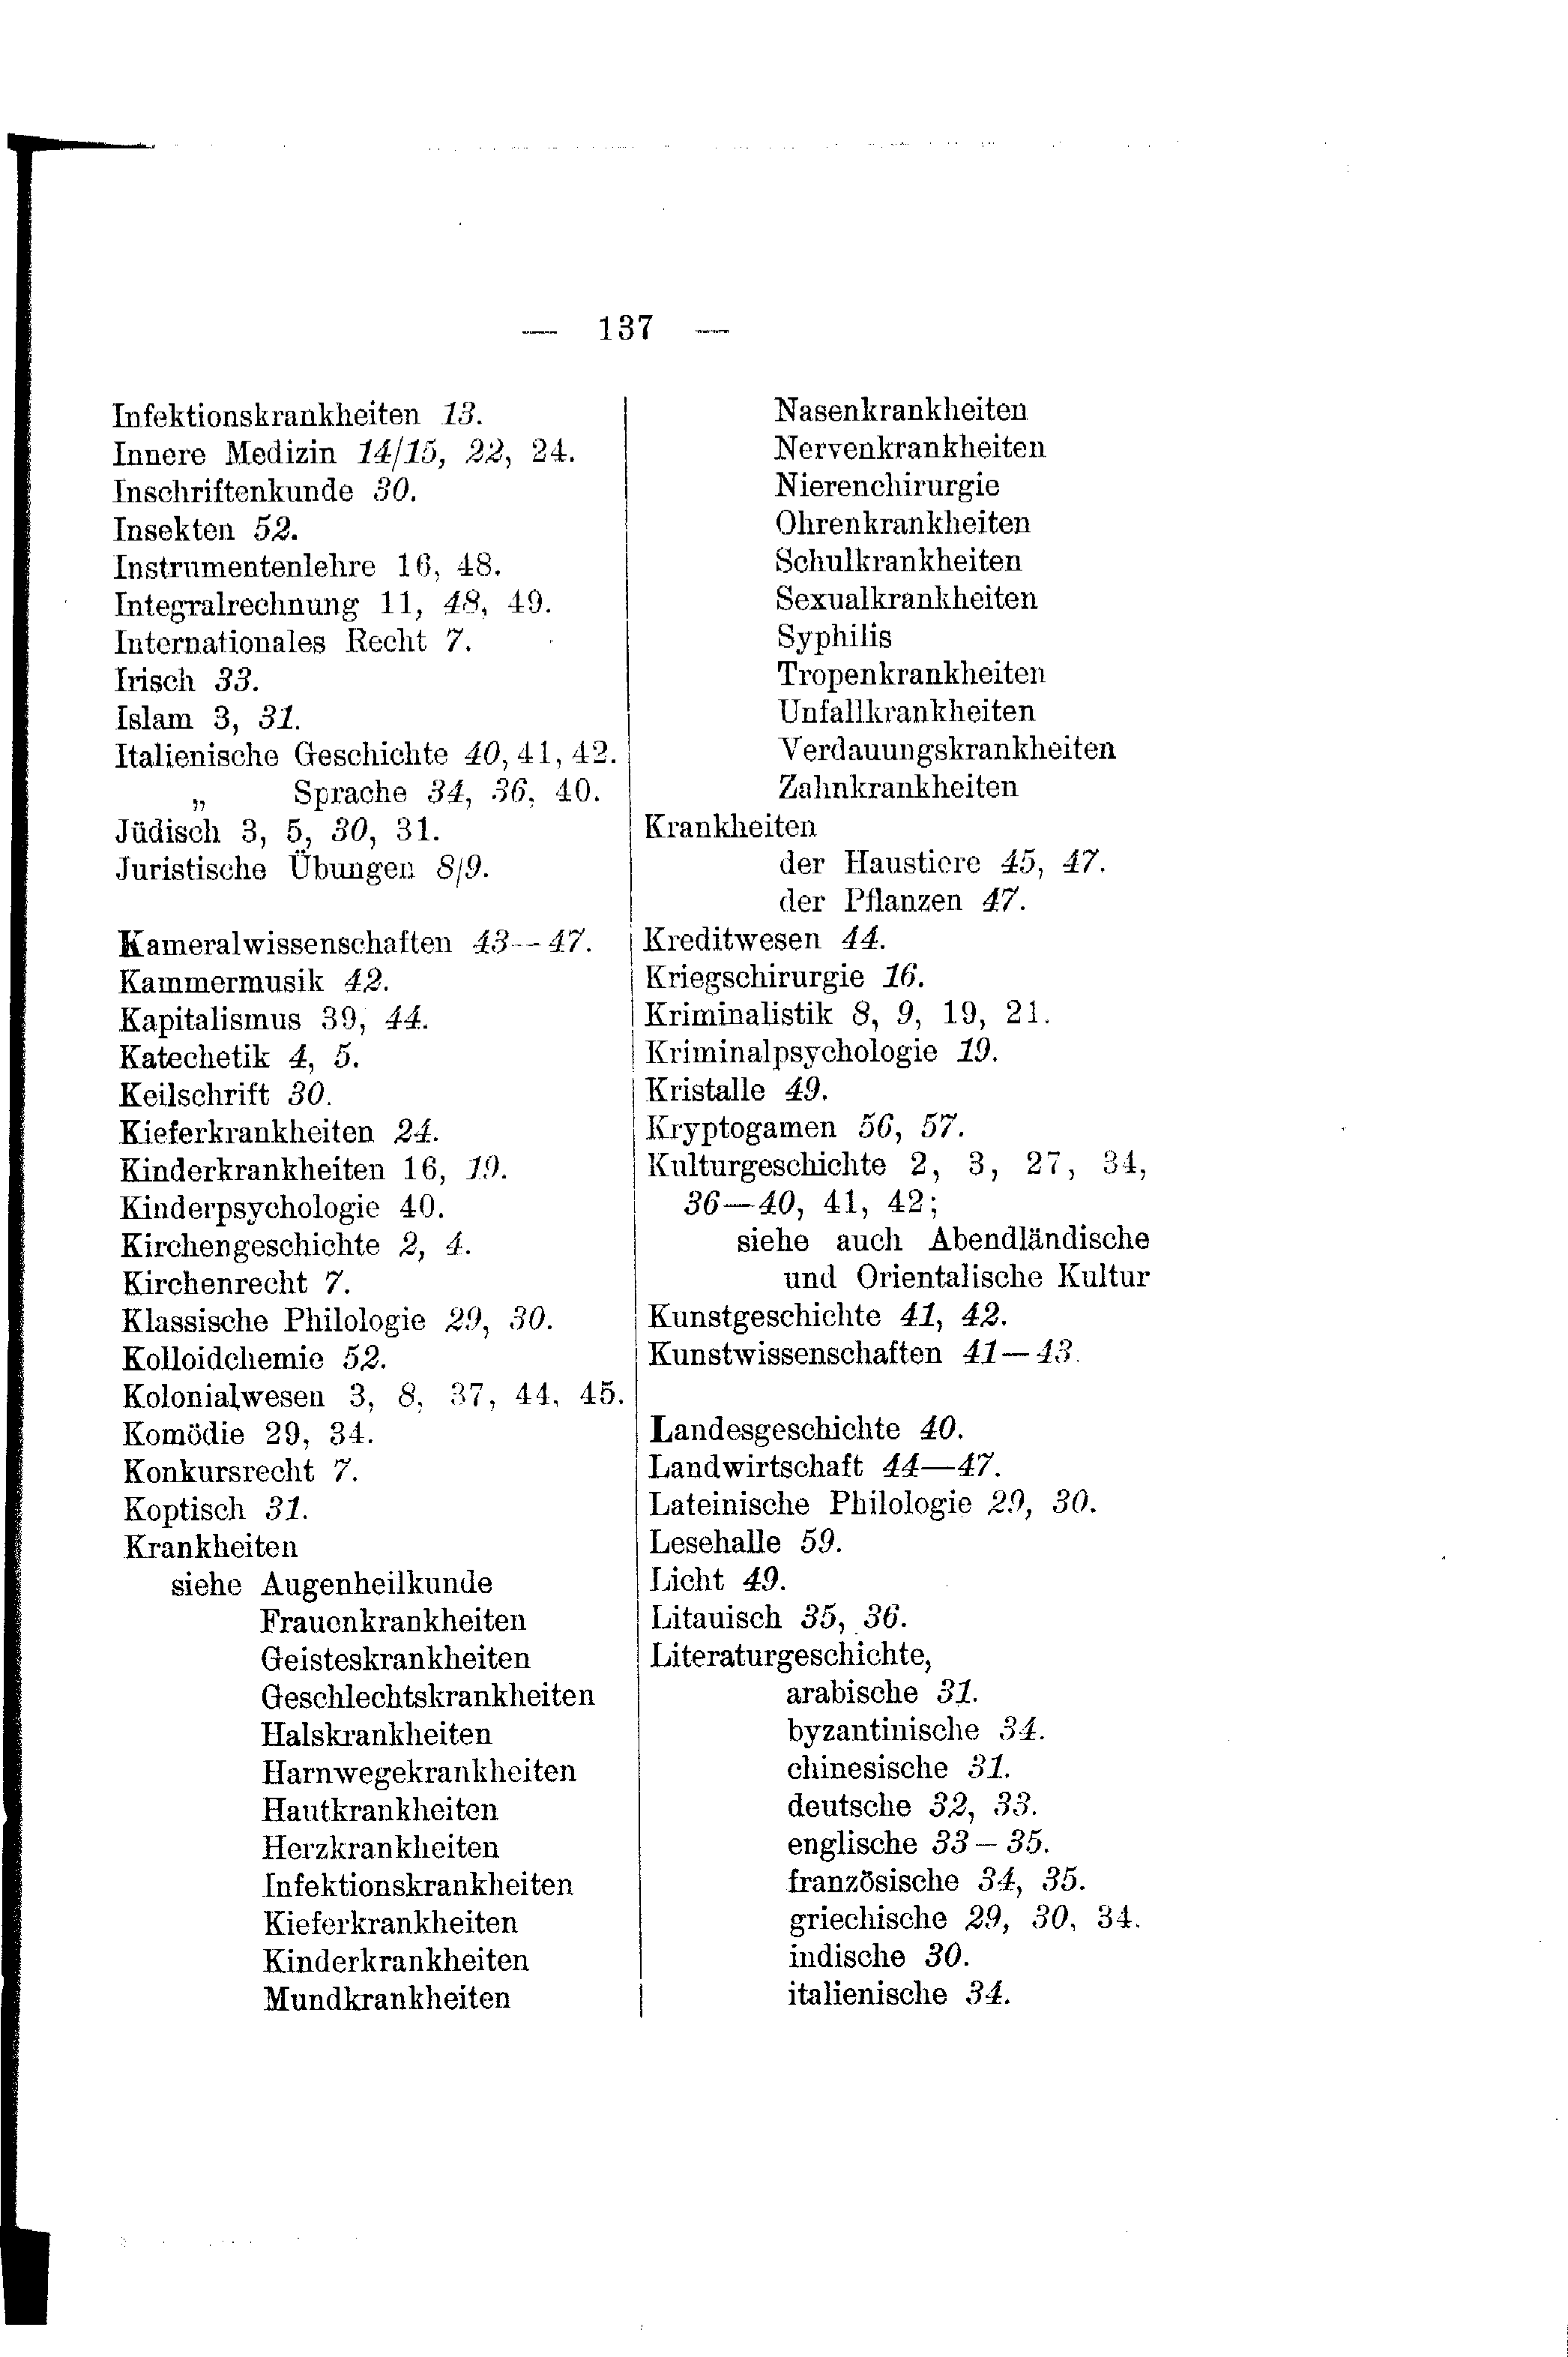 — 137 —
Infektionskrankheiten 13.
Innere Medizin 14/15, 22, 24.
Inschriftenkunde 30.
Insekten 52.
Instrumentenlehre 16, 48.
Integralrechnung 11, 48, 49.
Internationales Recht 7.
Irisch 33.
Islam 3, 31.
Italienische Geschichte 40, 41, 42.
„ Sprache 34, 36, 40.
Jüdisch 3, 5, 30, 31.
Juristische Übungen 8/9.
Kameralwissenschaften 43—47.
Kammermusik 42.
Kapitalismus 39, 44.
Katechetik 4, 5.
Keilschrift 30.
Kieferkrankheiten 24.
Kinderkrankheiten 16, 19.
Kinderpsychologie 40.
Kirchengeschichte 2, 4.
Kirchenrecht 7.
Klassische Philologie 29, 30.
Kolloidchemie 52.
Kolonialwesen 3, 8, 37, 44, 45.
Komödie 29, 34.
Konkursrecht 7.
Koptisch 31.
Krankheiten
siehe Augenheilkunde
Frauenkrankheiten
Geisteskrankheiten
Geschlechtskrankheiten
Halskrankheiten
Harnwegekrankheiten
Hautkrankheiten
Herzkrankheiten
Infektionskrankheiten
Kieferkrankheiten
Kinderkrankheiten
Mundkrankheiten
Nasenkrankheiten
Nervenkrankheiten
Nierenchirurgie
Ohrenkrankheiten
Schulkrankheiten
Sexualkrankheiten
Syphilis
Tropenkrankheiten
Unfallkrankheiten
Verdauungskrankheiten
Zahnkrankheiten
Krankheiten
der Haustiere 45, 47.
der Pflanzen 47.
Kreditwesen 44.
Kriegschirurgie 16.
Kriminalistik 8, 9, 19, 21.
Kriminalpsychologie 19.
Kristalle 49.
Kryptogamen 56, 57.
Kulturgeschichte 2, 3, 27, 34,
36—40, 41, 42;
siehe auch Abendländische
und Orientalische Kultur
Kunstgeschichte 41, 42.
Kunstwissenschaften 41—43.
Landesgeschichte 40.
Landwirtschaft 44—47.
Lateinische Philologie 29, 30.
Lesehalle 59.
Licht 49.
Litauisch 35, 36.
Literaturgeschichte,
arabische 31.
byzantinische 34.
chinesische 31.
deutsche 32, 33.
englische 33—35.
französische 34, 35.
griechische 29, 30, 34.
indische 30.
italienische 34.